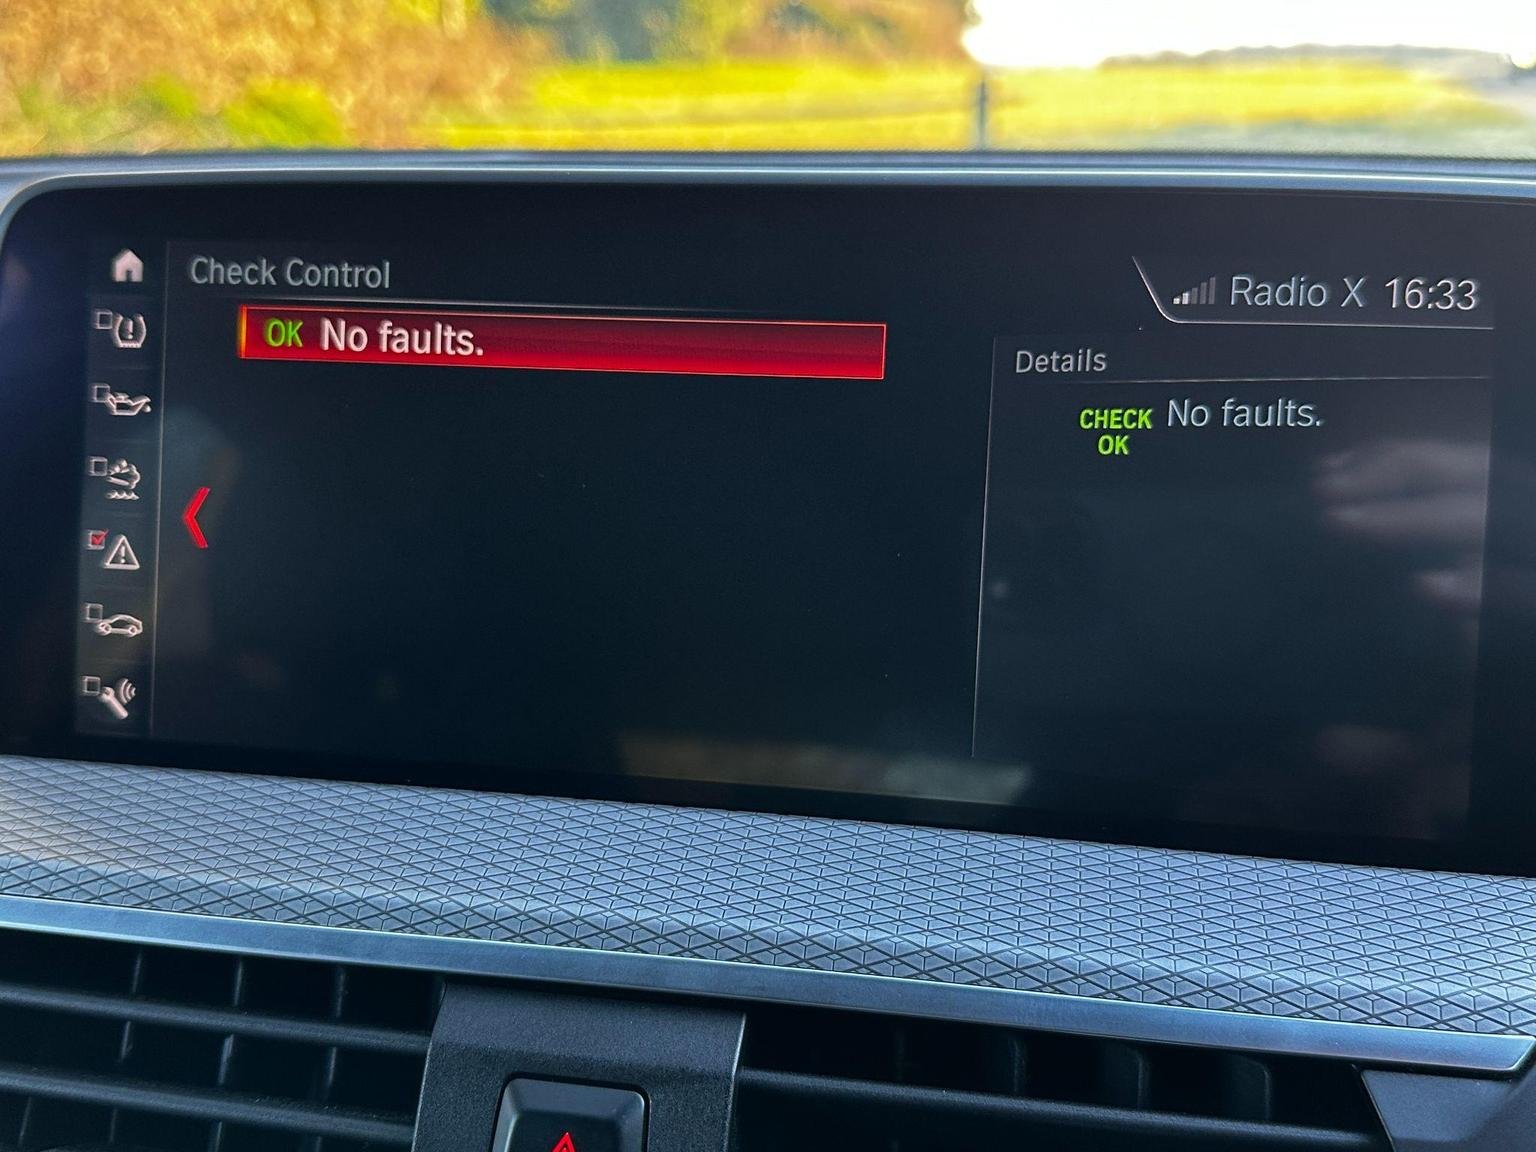 Check Control
Radio X 16:33
OK No faults.
Details
CHECK OK No faults.